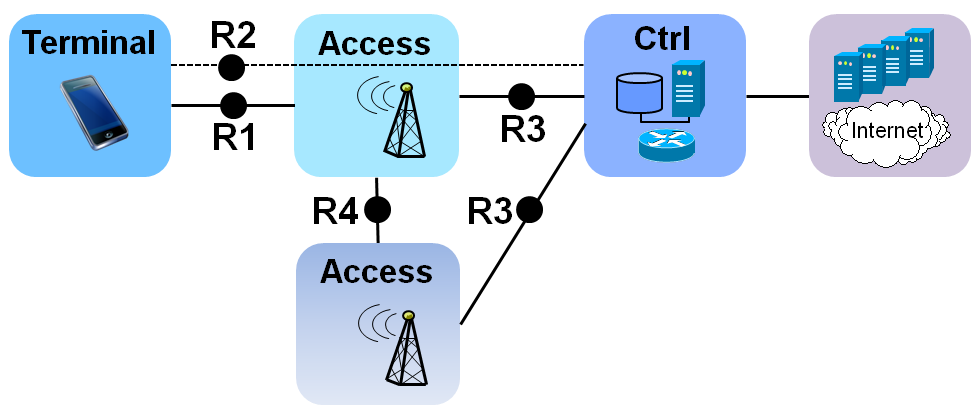 Terminal
R2
Access
Ctrl
R1
R3
Internet
R4
R3
Access